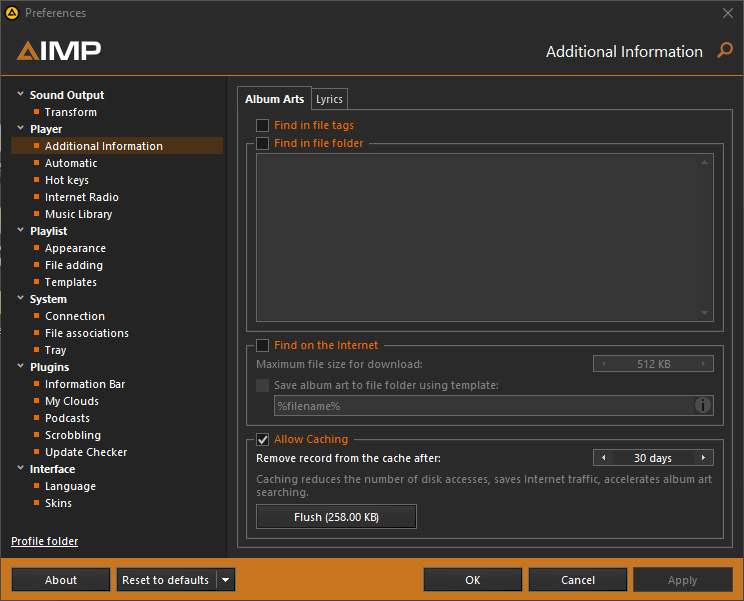 Preferences
AIMP
Additional Information
Sound Output
Transform
Player
Additional Information
Automatic
Hot keys
Internet Radio
Music Library
Playlist
Appearance
File adding
Templates
System
Connection
File associations
Tray
Plugins
Information Bar
My Clouds
Podcasts
Scrobbling
Update Checker
Interface
Language
Skins
Profile folder
Album Arts Lyrics
Find in file tags
Find in file folder
Find on the Internet
Maximum file size for download: 512 KB
Save album art to file folder using template:
%filename%
Allow Caching
Remove record from the cache after: 30 days
Caching reduces the number of disk accesses, saves Internet traffic, accelerates album art
searching.
Flush (258.00 KB)
About Reset to defaults OK Cancel Apply